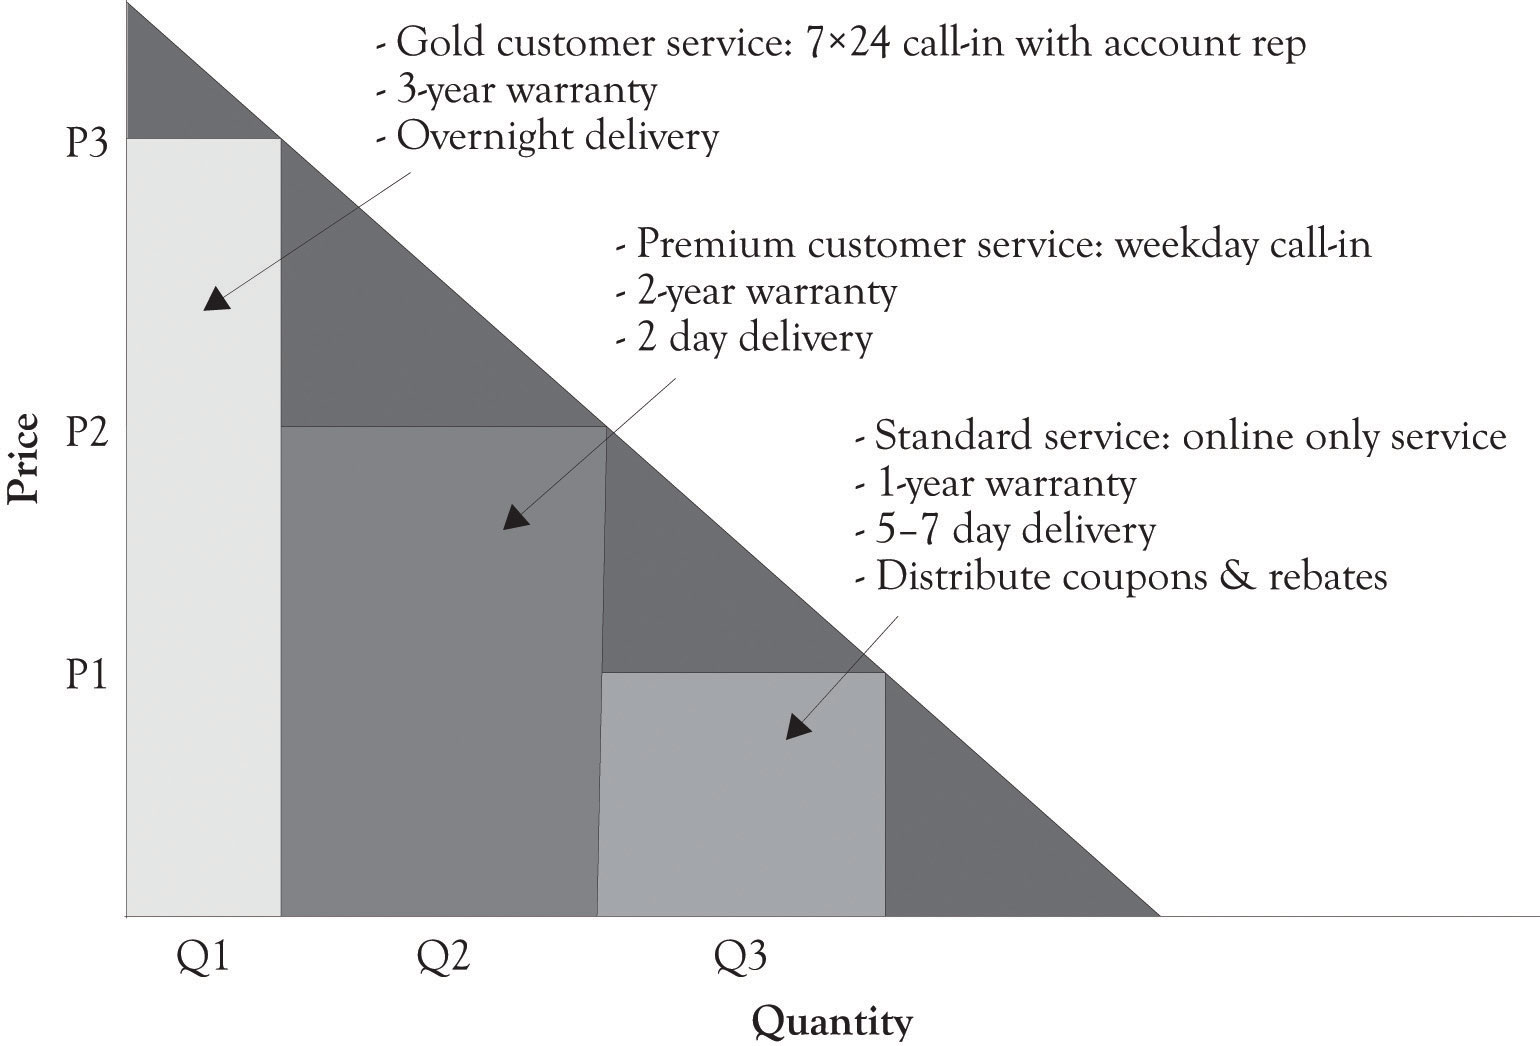 - Gold customer service: 7×24 call-in with account rep
- 3-year warranty
- Overnight delivery
P3
- Premium customer service: weekday call-in
- 2-year warranty
- 2 day delivery
P2
- Standard service: online only service
- 1-year warranty
- 5–7 day delivery
- Distribute coupons & rebates
Price
P1
Q1
Q2
Q3
Quantity